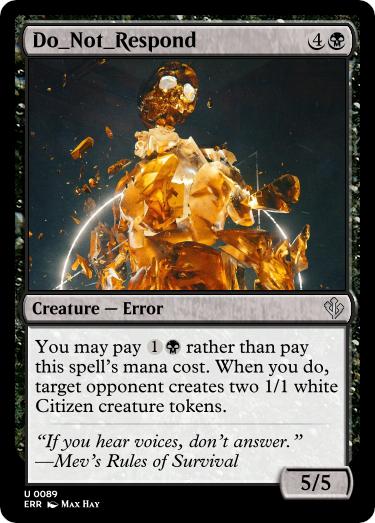 Do_Not_Respond 4
Creature — Error
You may pay 1 rather than pay
this spell's mana cost. When you do,
target opponent creates two 1/1 white
Citizen creature tokens.
“If you hear voices, don’t answer.”
—Mev’s Rules of Survival
5/5
U 0089
ERR Max Hay